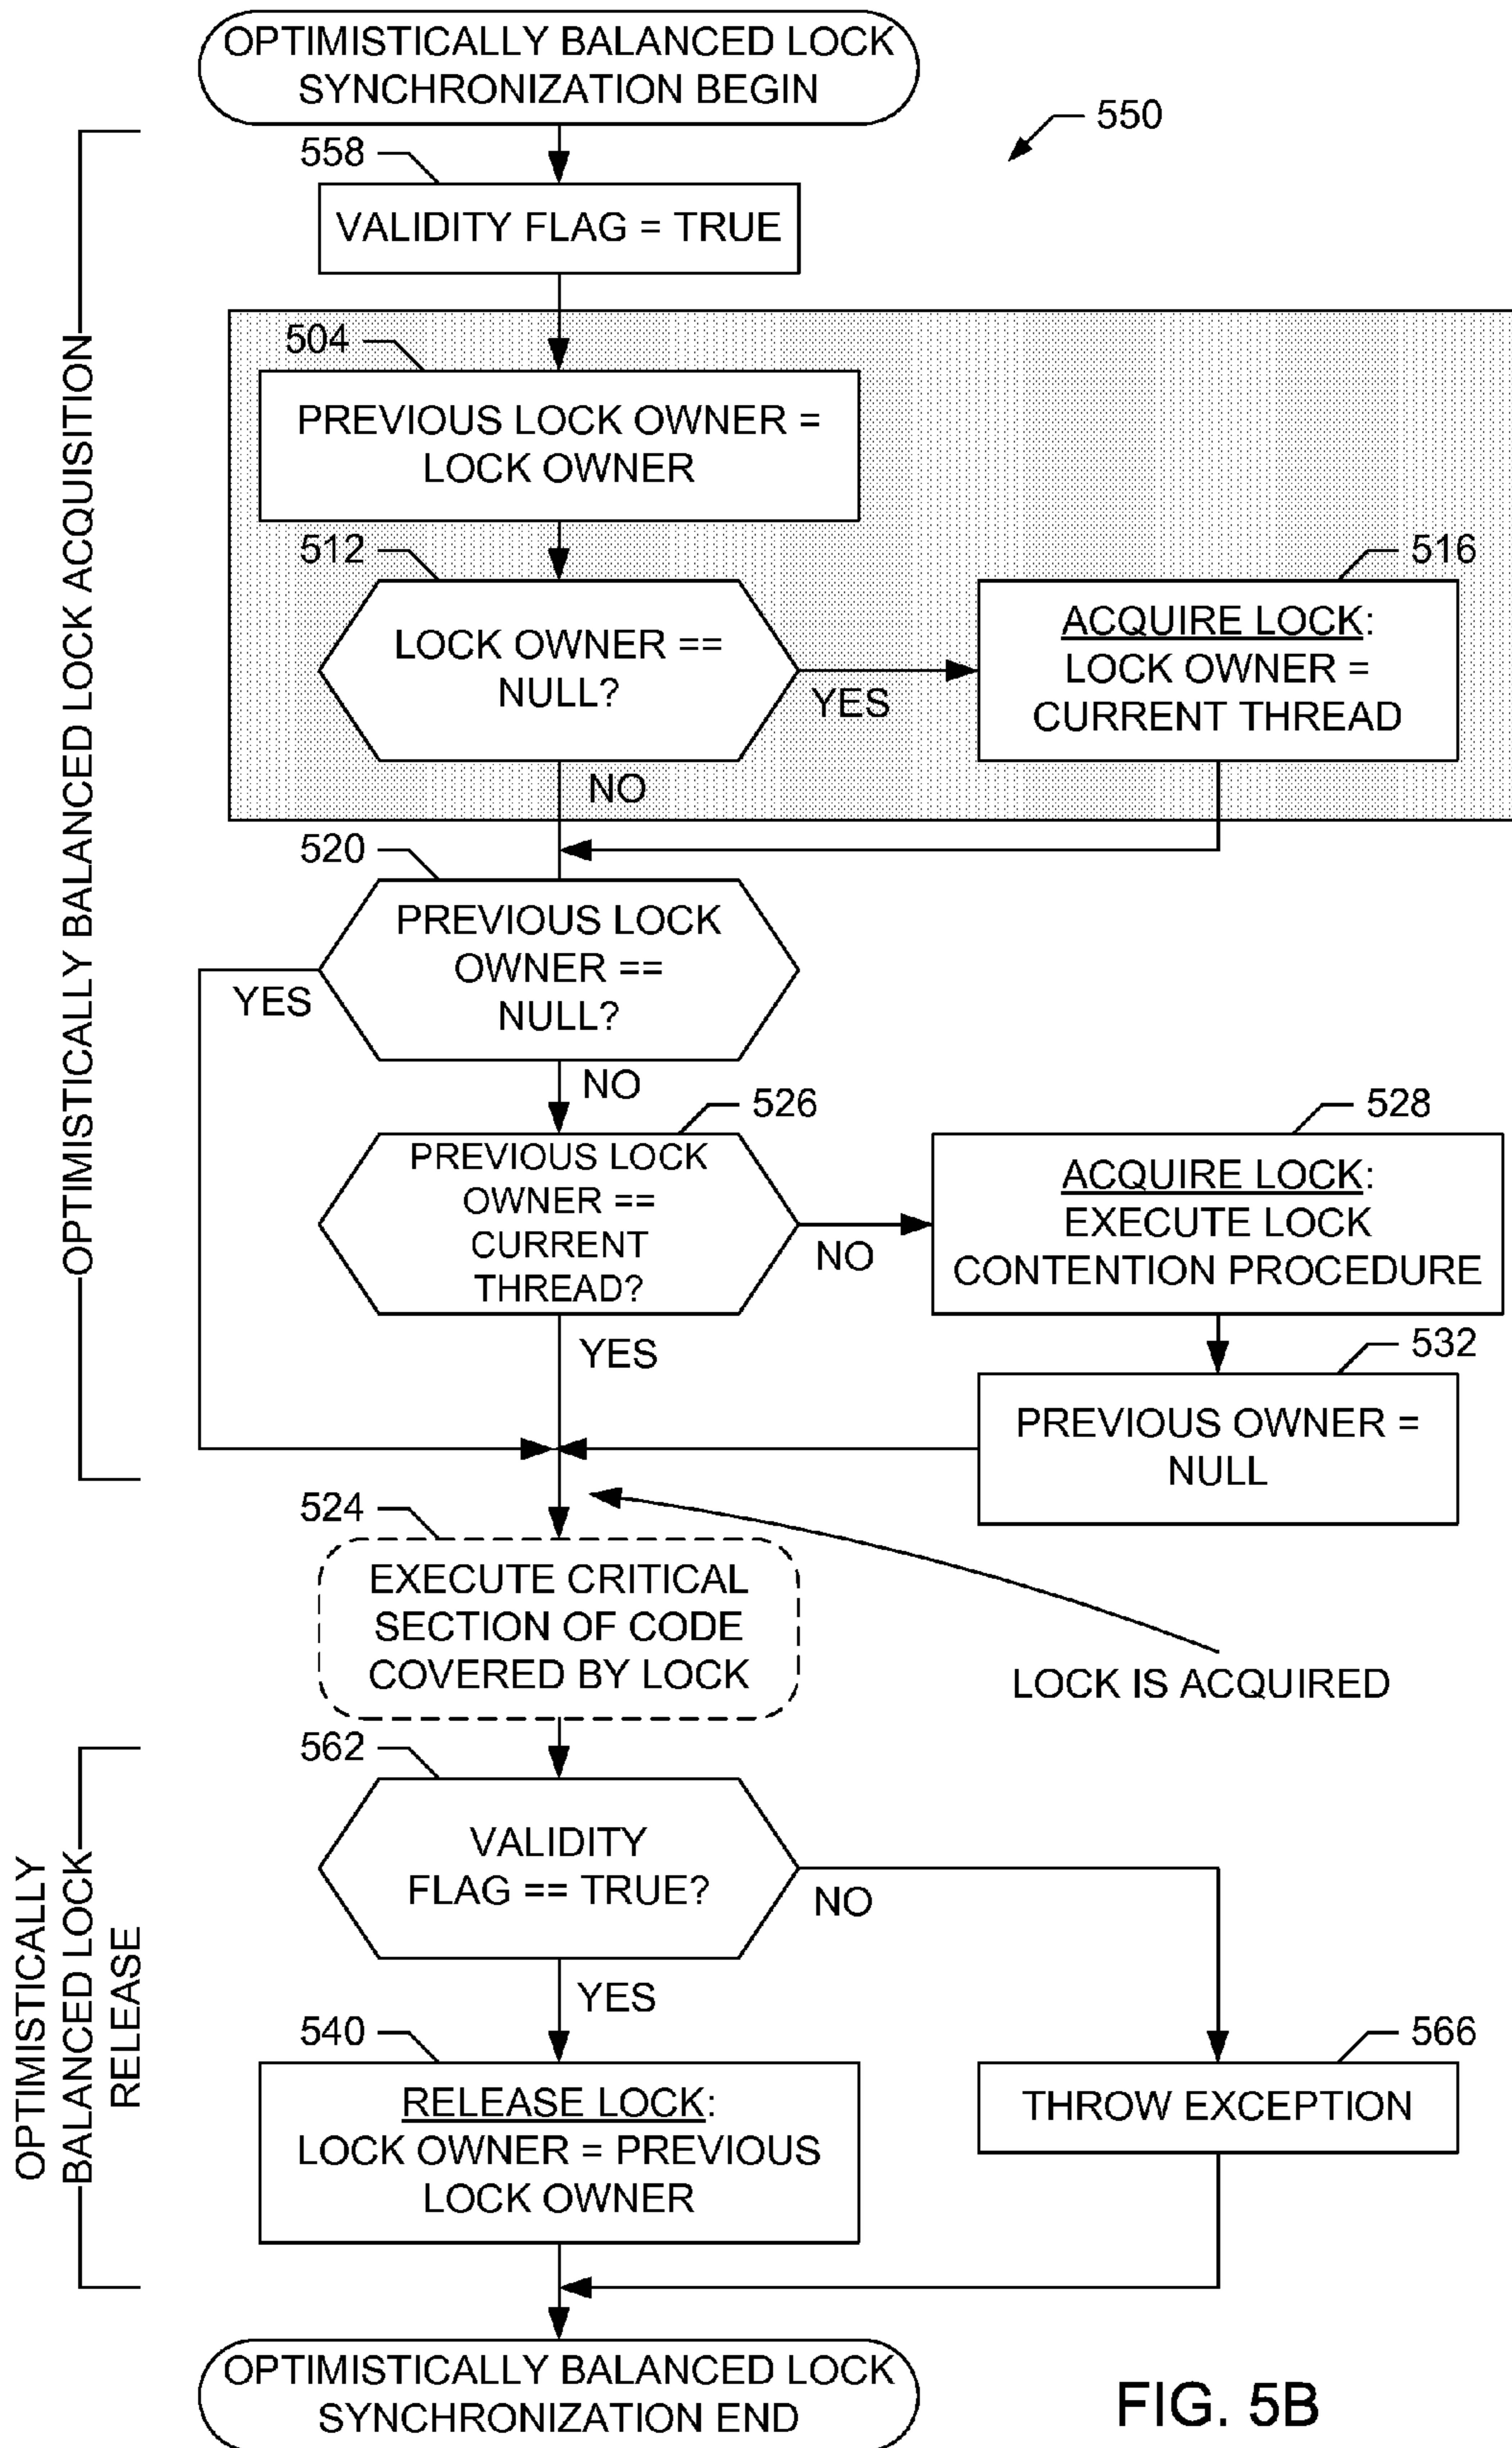 OPTIMISTICALLY BALANCED LOCK
SYNCHRONIZATION BEGIN
550
558
VALIDITY FLAG = TRUE
OPTIMISTICALLY BALANCED LOCK ACQUISITION
504
PREVIOUS LOCK OWNER =
LOCK OWNER
512
LOCK OWNER ==
NULL?
YES
NO
516
ACQUIRE LOCK:
LOCK OWNER =
CURRENT THREAD
520
PREVIOUS LOCK
OWNER ==
NULL?
YES
NO
526
PREVIOUS LOCK
OWNER ==
CURRENT
THREAD?
NO
YES
528
ACQUIRE LOCK:
EXECUTE LOCK
CONTENTION PROCEDURE
532
PREVIOUS OWNER =
NULL
524
EXECUTE CRITICAL
SECTION OF CODE
COVERED BY LOCK
LOCK IS ACQUIRED
OPTIMISTICALLY
BALANCED LOCK
RELEASE
562
VALIDITY
FLAG == TRUE?
NO
YES
540
RELEASE LOCK:
LOCK OWNER = PREVIOUS
LOCK OWNER
566
THROW EXCEPTION
OPTIMISTICALLY BALANCED LOCK
SYNCHRONIZATION END
FIG. 5B